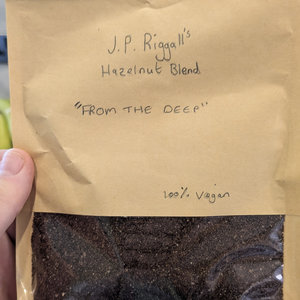 J.P. Riggall's
Hazelnut Blend
"FROM THE DEEP"
100% Vegan